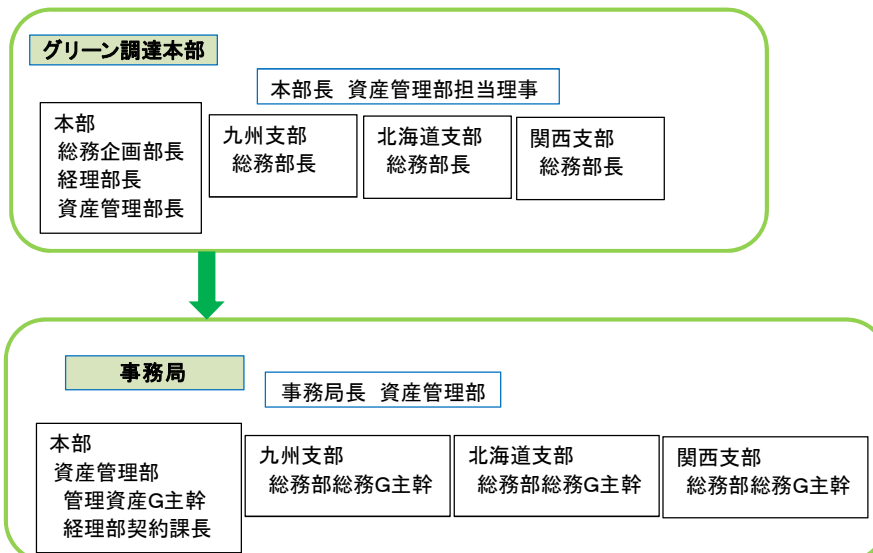 グリーン調達本部
本部長 資産管理部担当理事
本部
総務企画部長
経理部長
資産管理部長
九州支部
総務部長
北海道支部
総務部長
関西支部
総務部長
事務局
事務局長 資産管理部
本部
資産管理部
管理資産G主幹
経理部契約課長
九州支部
総務部総務G主幹
北海道支部
総務部総務G主幹
関西支部
総務部総務G主幹